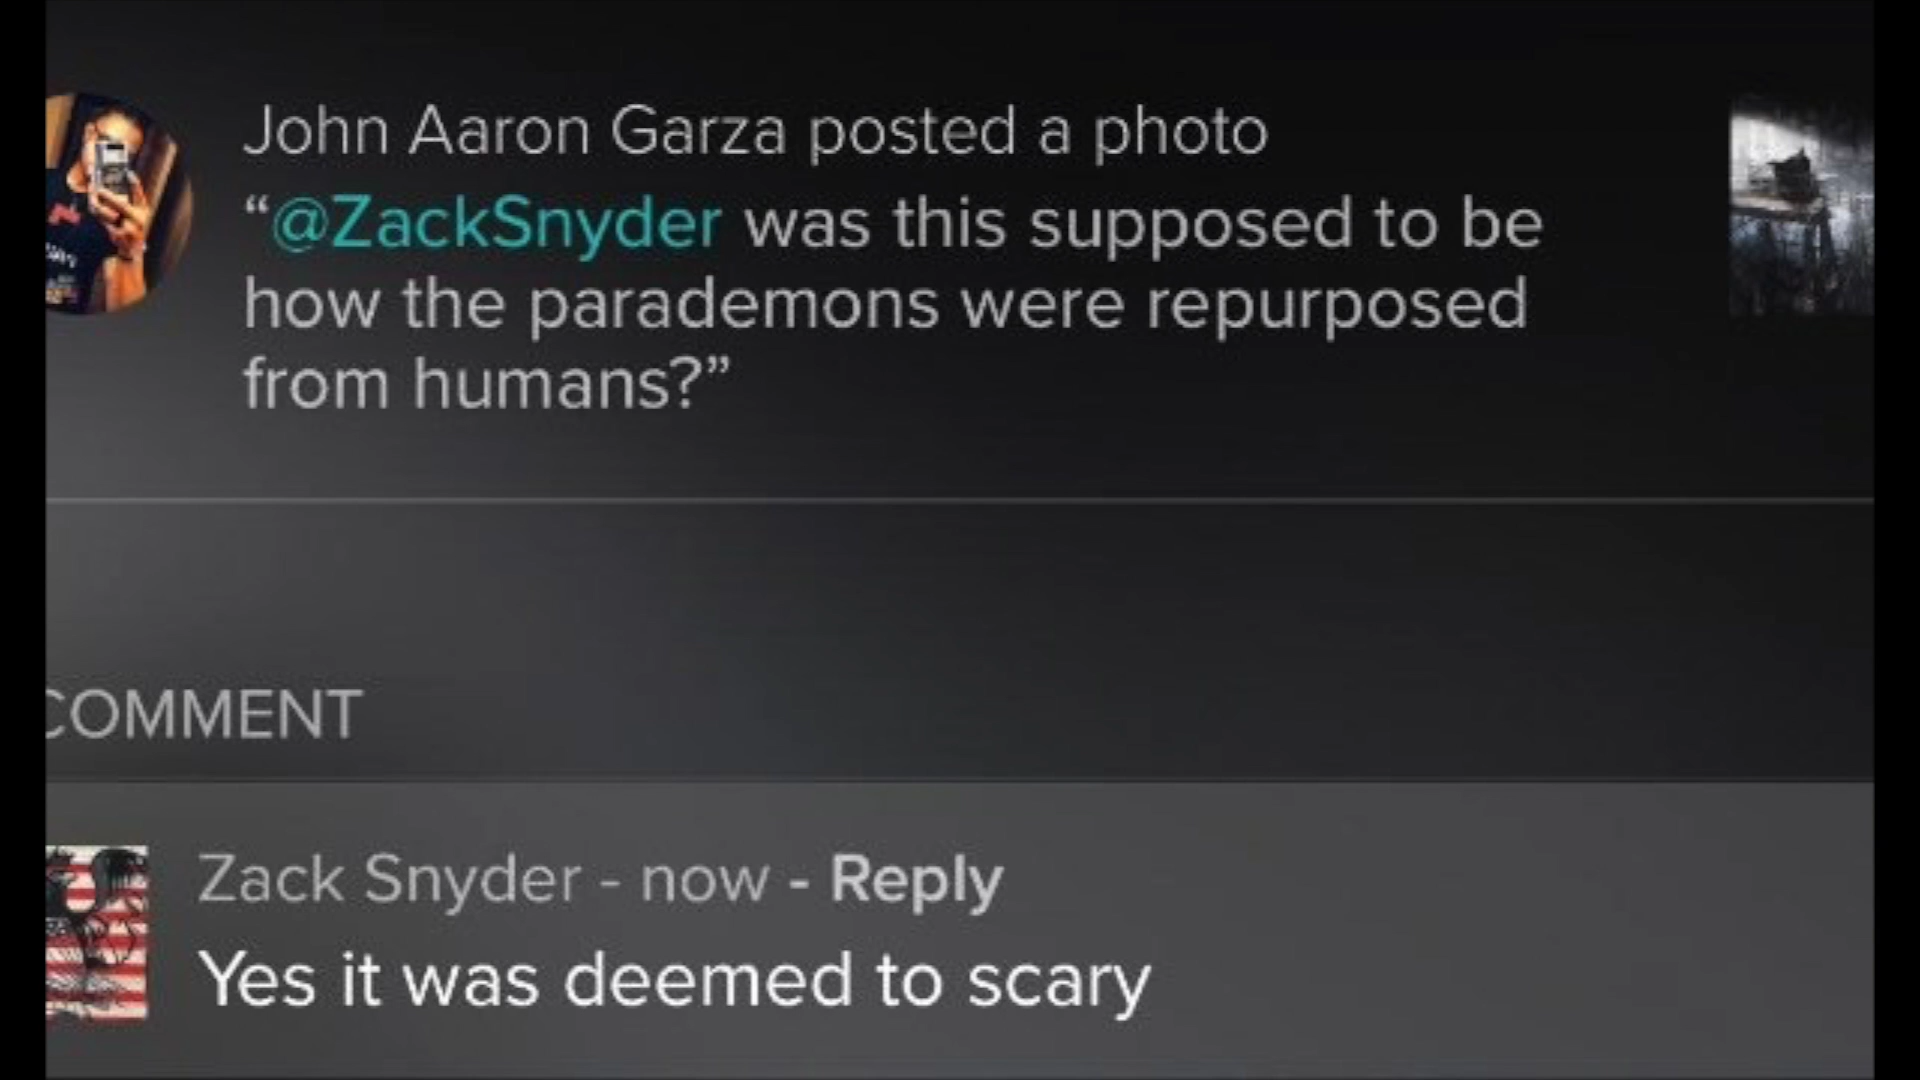 John Aaron Garza posted a photo
“@ZackSnyder was this supposed to be
how the parademons were repurposed
from humans?”
COMMENT
Zack Snyder - now - Reply
Yes it was deemed to scary